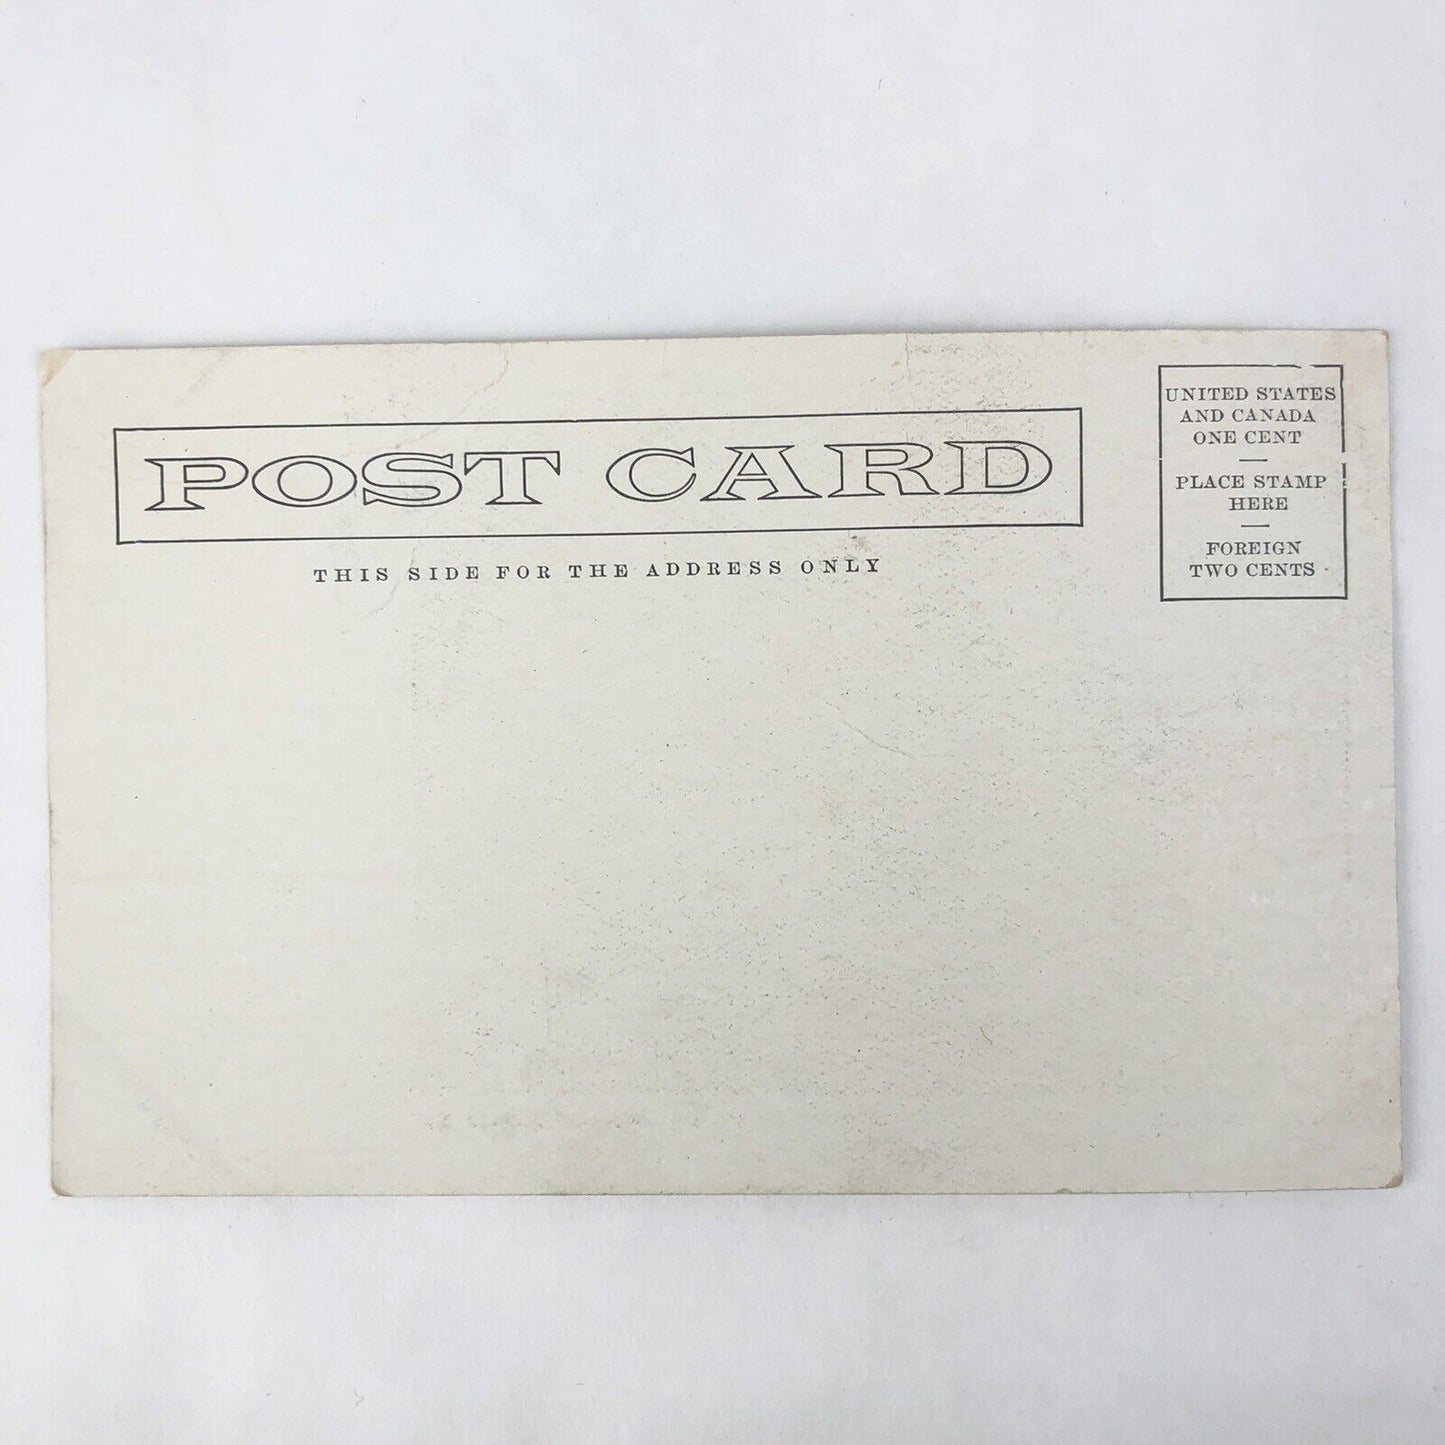 POST CARD
THIS SIDE FOR THE ADDRESS ONLY
UNITED STATES
AND CANADA
ONE CENT
—
PLACE STAMP
HERE
—
FOREIGN
TWO CENTS